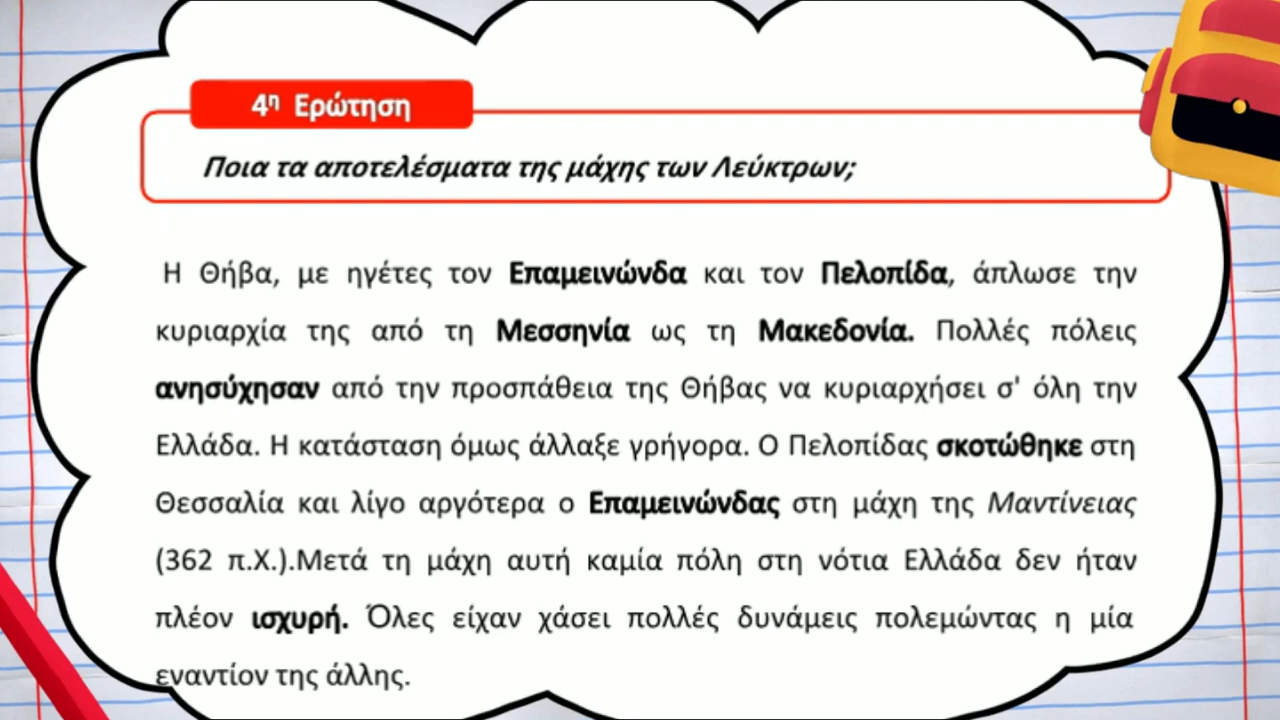 4η Ερώτηση
Ποια τα αποτελέσματα της μάχης των Λεύκτρων;
Η Θήβα, με ηγέτες τον Επαμεινώνδα και τον Πελοπίδα, άπλωσε την
κυριαρχία της από τη Μεσσηνία ως τη Μακεδονία. Πολλές πόλεις
ανησύχησαν από την προσπάθεια της Θήβας να κυριαρχήσει σ' όλη την
Ελλάδα. Η κατάσταση όμως άλλαξε γρήγορα. Ο Πελοπίδας σκοτώθηκε στη
Θεσσαλία και λίγο αργότερα ο Επαμεινώνδας στη μάχη της Μαντίνειας
(362 π.Χ.).Μετά τη μάχη αυτή καμία πόλη στη νότια Ελλάδα δεν ήταν
πλέον ισχυρή. Όλες είχαν χάσει πολλές δυνάμεις πολεμώντας η μία
εναντίον της άλλης.